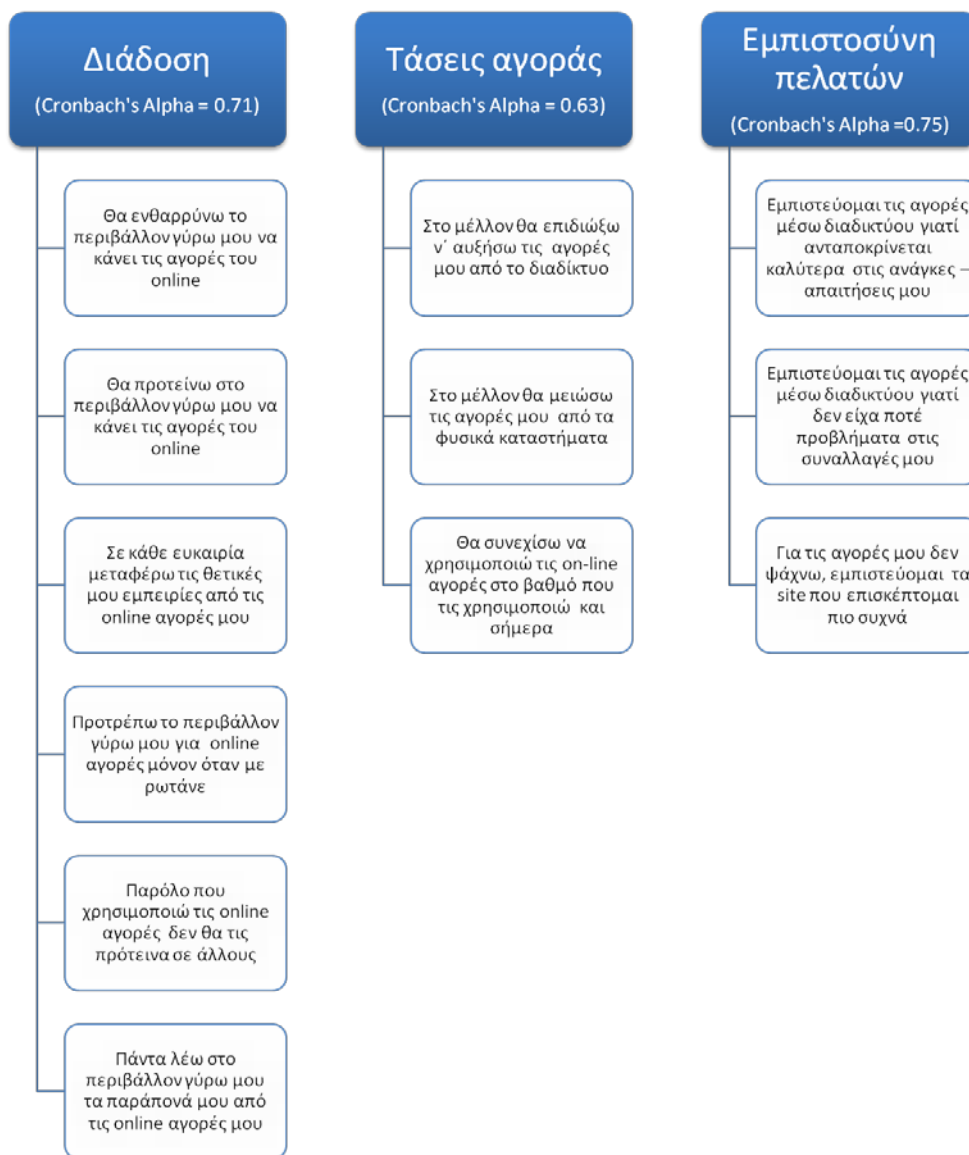 Διάδοση
(Cronbach's Alpha = 0.71)
Θα ενθαρρύνω το
περιβάλλον γύρω μου να
κάνει τις αγορές του
online
Θα προτείνω στο
περιβάλλον γύρω μου να
κάνει τις αγορές του
online
Σε κάθε ευκαιρία
μεταφέρω τις θετικές
μου εμπειρίες από τις
online αγορές μου
Προτρέπω το περιβάλλον
γύρω μου για online
αγορές μόνον όταν με
ρωτάνε
Παρόλο που
χρησιμοποιώ τις online
αγορές δεν θα τις
πρότεινα σε άλλους
Πάντα λέω στο
περιβάλλον γύρω μου
τα παράπονά μου από
τις online αγορές μου
Τάσεις αγοράς
(Cronbach's Alpha = 0.63)
Στο μέλλον θα επιδιώξω
ν΄ αυξήσω τις αγορές
μου από το διαδίκτυο
Στο μέλλον θα μειώσω
τις αγορές μου από τα
φυσικά καταστήματα
Θα συνεχίσω να
χρησιμοποιώ τις on-line
αγορές στο βαθμό που
τις χρησιμοποιώ και
σήμερα
Εμπιστοσύνη
πελατών
(Cronbach's Alpha =0.75)
Εμπιστεύομαι τις αγορές
μέσω διαδικτύου γιατί
ανταποκρίνεται
καλύτερα στις ανάγκες –
απαιτήσεις μου
Εμπιστεύομαι τις αγορές
μέσω διαδικτύου γιατί
δεν είχα ποτέ
προβλήματα στις
συναλλαγές μου
Για τις αγορές μου δεν
ψάχνω, εμπιστεύομαι τα
site που επισκέπτομαι
πιο συχνά